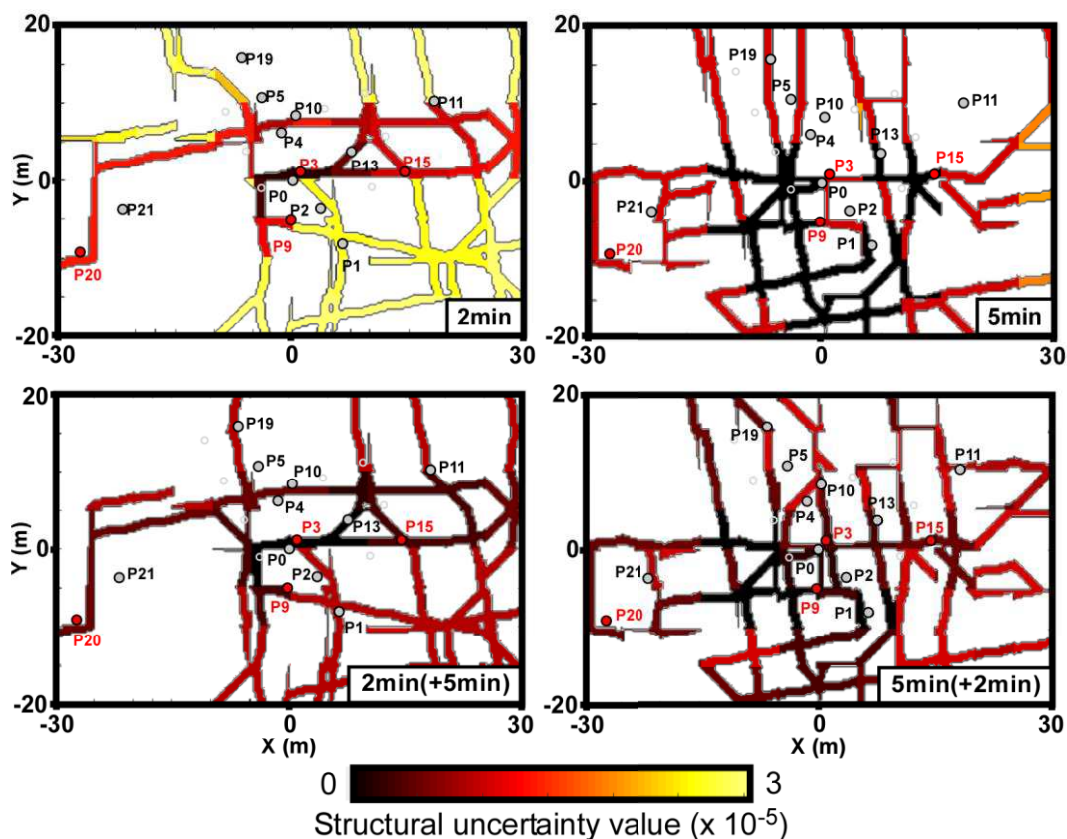 20
P19
P5
P10
P11
P4
P3
P13
P15
0
P0
P2
P21
P9
P1
P20
2min
-20
-30
0
30
Y (m)
20
P19
P5
P10
P11
P4
P13
P3
P15
0
P0
P2
P21
P9
P1
P20
5min
-20
-30
0
30
20
P19
P5
P10
P11
P4
P3
P13
P15
0
P0
P2
P21
P9
P1
P20
2min(+5min)
-20
-30
0
30
Y (m)
X (m)
20
P19
P5
P10
P11
P4
P13
P3
P15
0
P0
P2
P21
P9
P1
P20
5min(+2min)
-20
-30
0
30
X (m)
0
3
Structural uncertainty value (x 10-5)